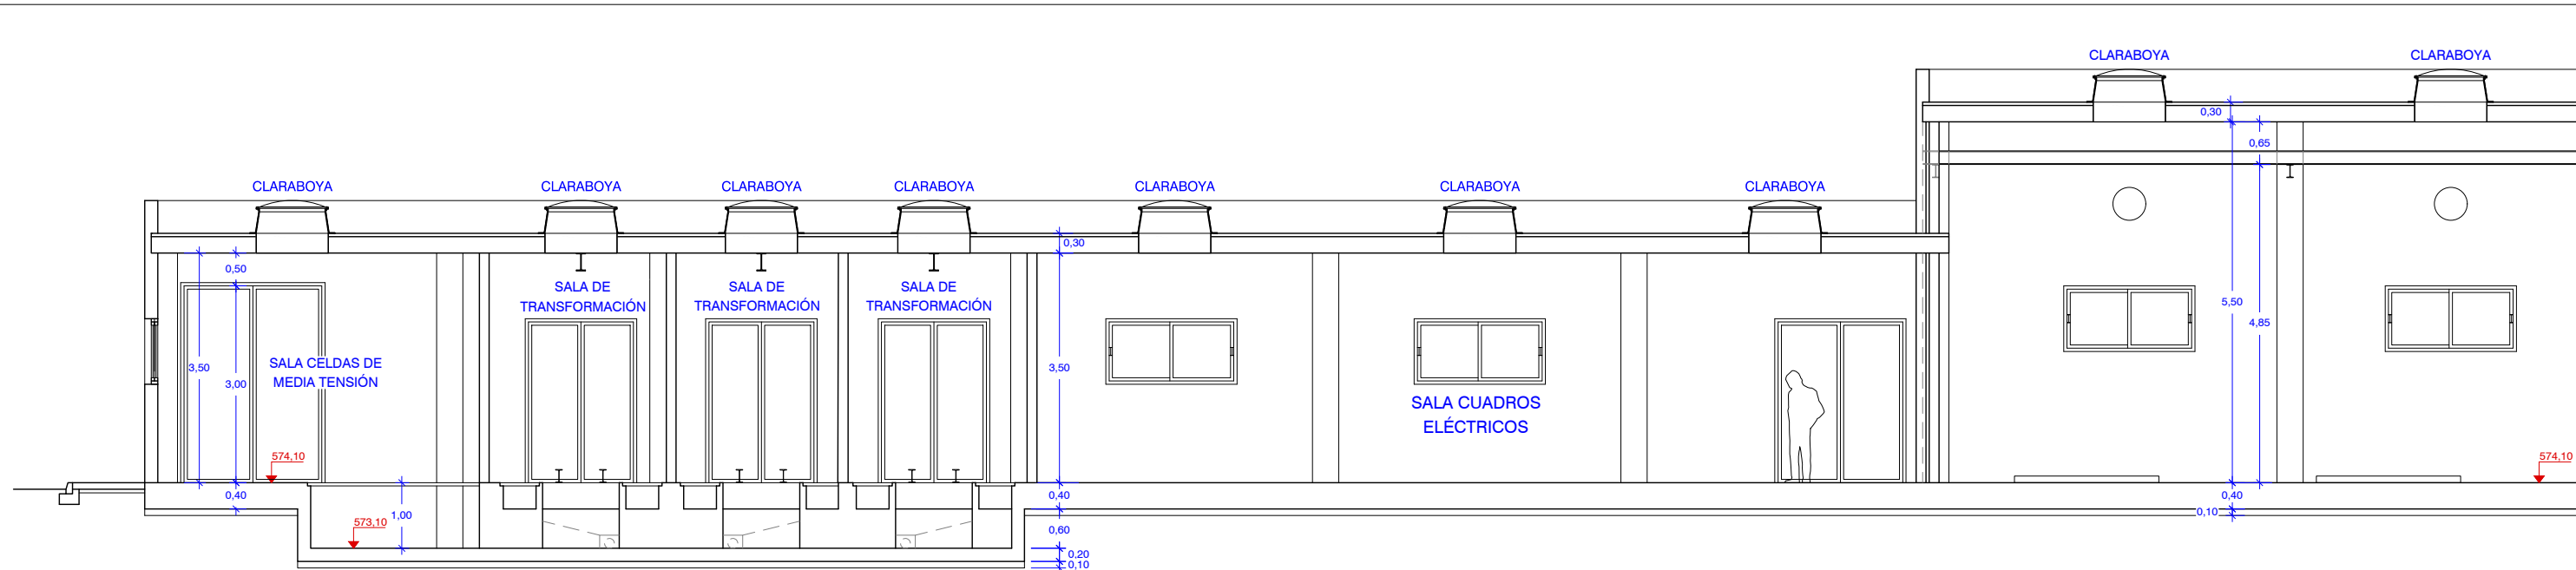 CLARABOYA
CLARABOYA
0,30
0,65
CLARABOYA
CLARABOYA
CLARABOYA
CLARABOYA
CLARABOYA
CLARABOYA
CLARABOYA
0,30
0,50
SALA DE
TRANSFORMACIÓN
SALA DE
TRANSFORMACIÓN
SALA DE
TRANSFORMACIÓN
5,50
4,85
3,50
3,00
SALA CELDAS DE
MEDIA TENSIÓN
3,50
SALA CUADROS
ELÉCTRICOS
574,10
574,10
0,40
1,00
573,10
0,40
0,60
0,20
0,10
0,40
0,10